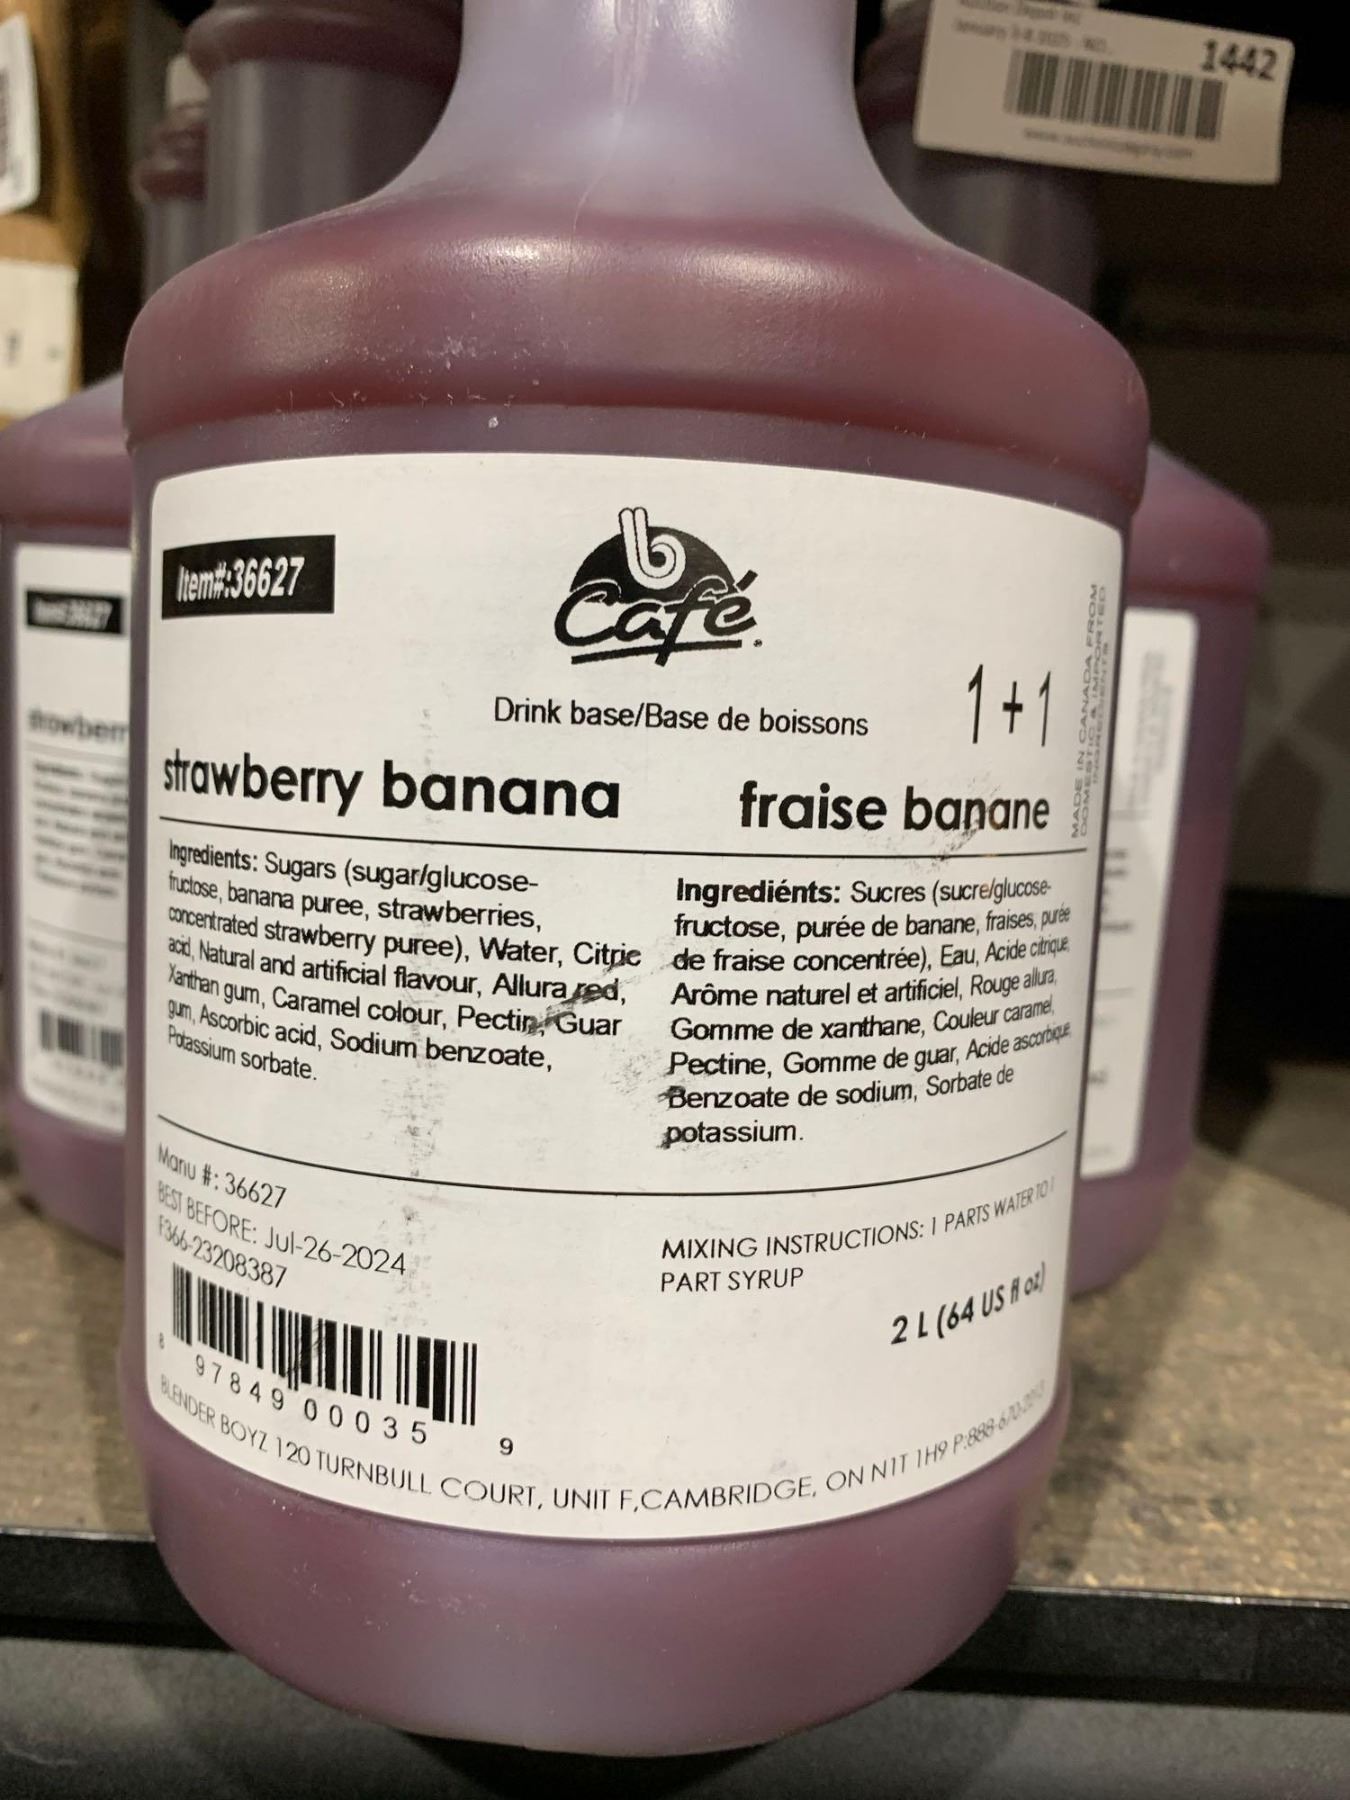 1442
Item#:36627
b
Café
Drink base/Base de boissons
1+1
MADE IN CANADA FROM
DOMESTIC & IMPORTED
INGREDIENTS
strawberry banana
fraise banane
Ingredients: Sugars (sugar/glucose-
fructose, banana puree, strawberries,
concentrated strawberry puree), Water, Citric
acid, Natural and artificial flavour, Allura red,
Xanthan gum, Caramel colour, Pectin, Guar
gum, Ascorbic acid, Sodium benzoate,
Potassium sorbate.
Ingrediénts: Sucres (sucre/glucose-
fructose, purée de banane, fraises, purée
de fraise concentrée), Eau, Acide citrique,
Arôme naturel et artificiel, Rouge allura,
Gomme de xanthane, Couleur caramel,
Pectine, Gomme de guar, Acide ascorbique,
Benzoate de sodium, Sorbate de
potassium.
Manu #: 36627
BEST BEFORE: Jul-26-2024
F366-23208387
MIXING INSTRUCTIONS: 1 PARTS WATER TO 1
PART SYRUP
2 L (64 US fl oz)
8 97849 00035 9
BLENDER BOYZ 120 TURNBULL COURT, UNIT F,CAMBRIDGE, ON N1T 1H9 P:888-670-